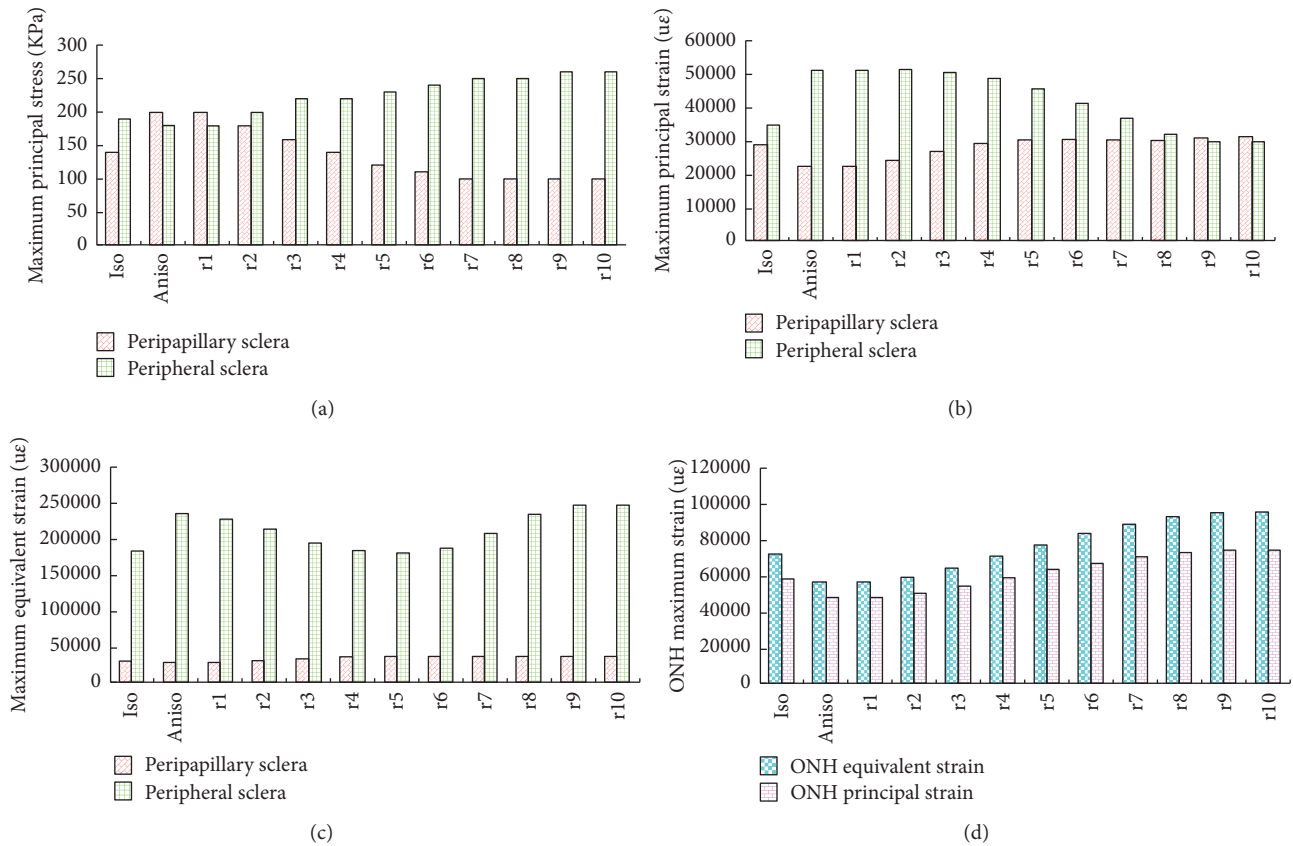 Maximum principal stress (KPa)
300
250
200
150
100
50
0
Iso
Aniso
r1
r2
r3
r4
r5
r6
r7
r8
r9
r10
Peripapillary sclera
Peripheral sclera
(a)
Maximum principal strain (uε)
60000
50000
40000
30000
20000
10000
0
Iso
Aniso
r1
r2
r3
r4
r5
r6
r7
r8
r9
r10
Peripapillary sclera
Peripheral sclera
(b)
Maximum equivalent strain (uε)
300000
250000
200000
150000
100000
50000
0
Iso
Aniso
r1
r2
r3
r4
r5
r6
r7
r8
r9
r10
Peripapillary sclera
Peripheral sclera
(c)
ONH maximum strain (uε)
120000
100000
80000
60000
40000
20000
0
Iso
Aniso
r1
r2
r3
r4
r5
r6
r7
r8
r9
r10
ONH equivalent strain
ONH principal strain
(d)